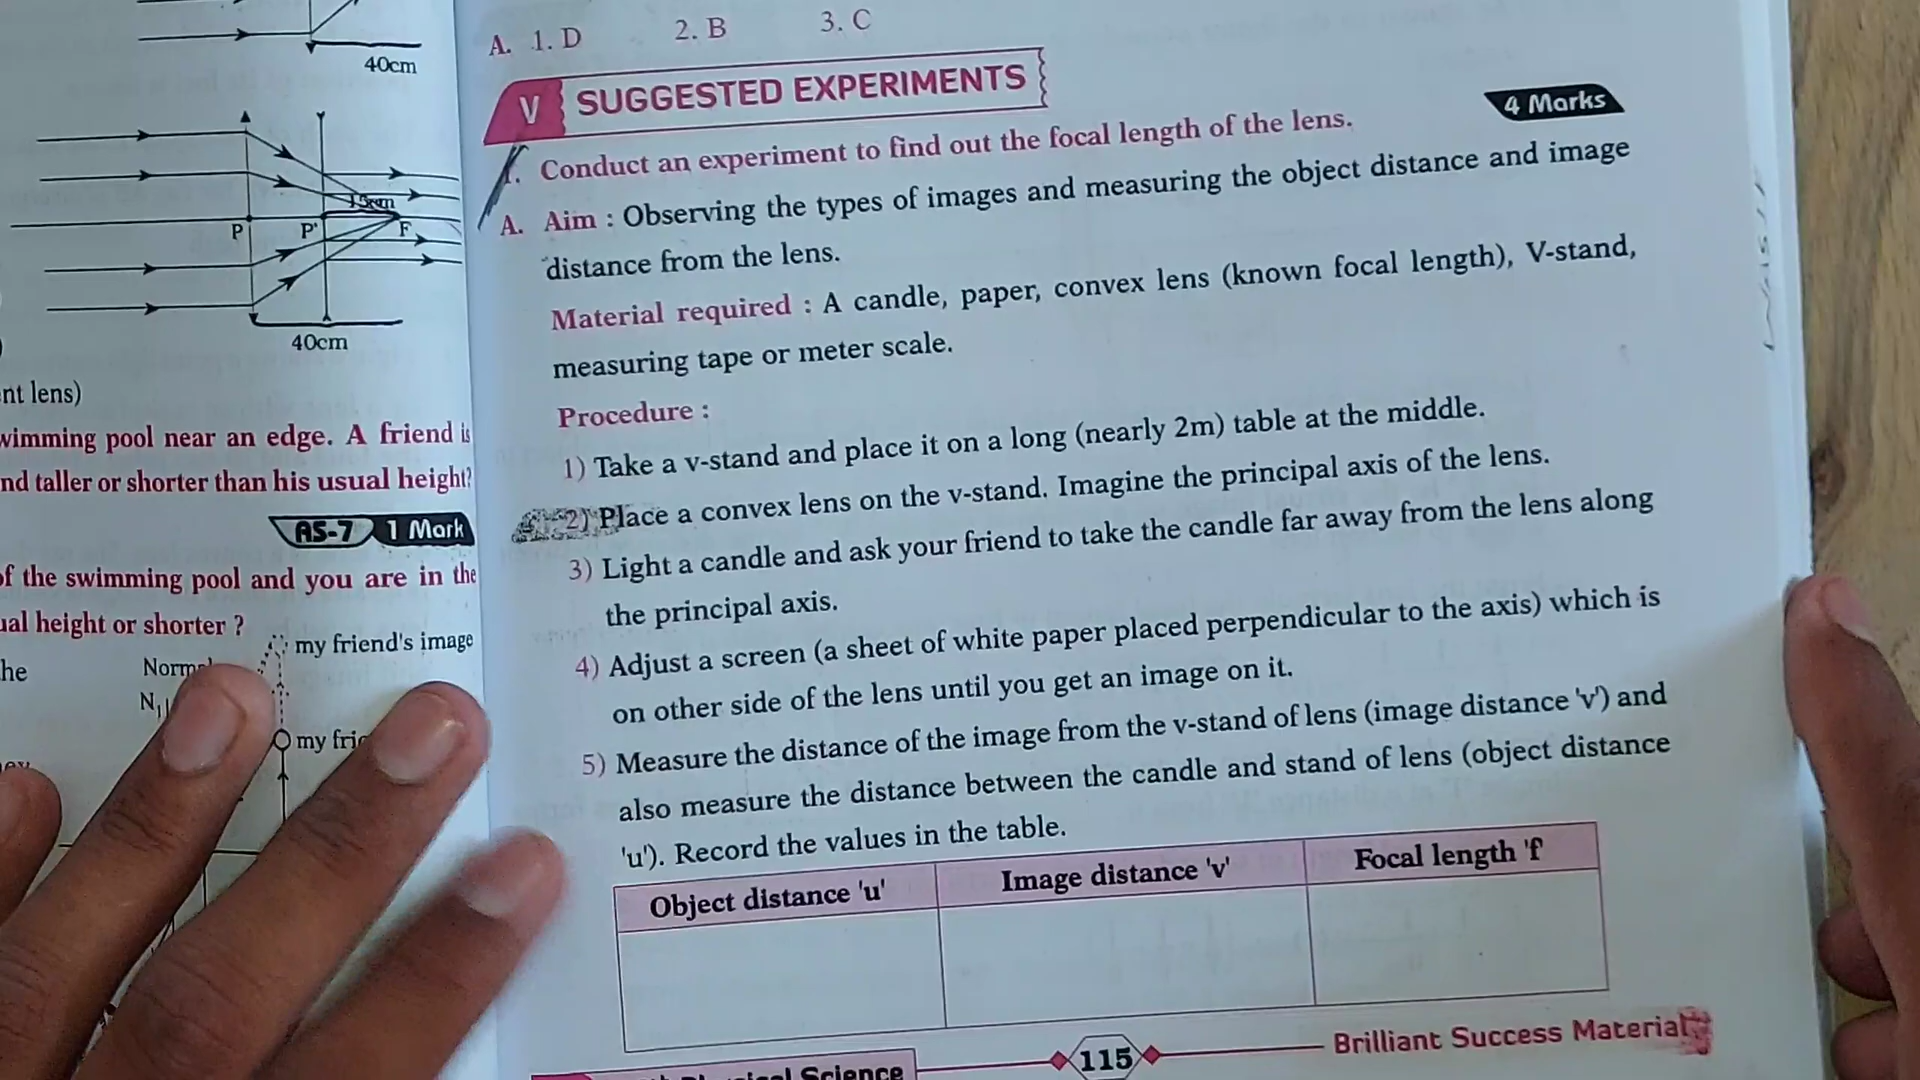 40cm
P
P'
15cm
F
40cm
nt lens)
wimming pool near an edge. A friend is
nd taller or shorter than his usual height?
AS-7 1 Mark
of the swimming pool and you are in the
ual height or shorter ?
my friend's image
he
N
my
A. 1. D 2. B 3. C
V SUGGESTED EXPERIMENTS
4 Marks
1. Conduct an experiment to find out the focal length of the lens.
A. Aim : Observing the types of images and measuring the object distance and image
distance from the lens.
Material required : A candle, paper, convex lens (known focal length), V-stand,
measuring tape or meter scale.
Procedure :
1) Take a v-stand and place it on a long (nearly 2m) table at the middle.
2) Place a convex lens on the v-stand. Imagine the principal axis of the lens.
3) Light a candle and ask your friend to take the candle far away from the lens along
the principal axis.
4) Adjust a screen (a sheet of white paper placed perpendicular to the axis) which is
on other side of the lens until you get an image on it.
5) Measure the distance of the image from the v-stand of lens (image distance 'v') and
also measure the distance between the candle and stand of lens (object distance
'u'). Record the values in the table.
Object distance 'u' Image distance 'v' Focal length 'f
Physical Science
115
Brilliant Success Material